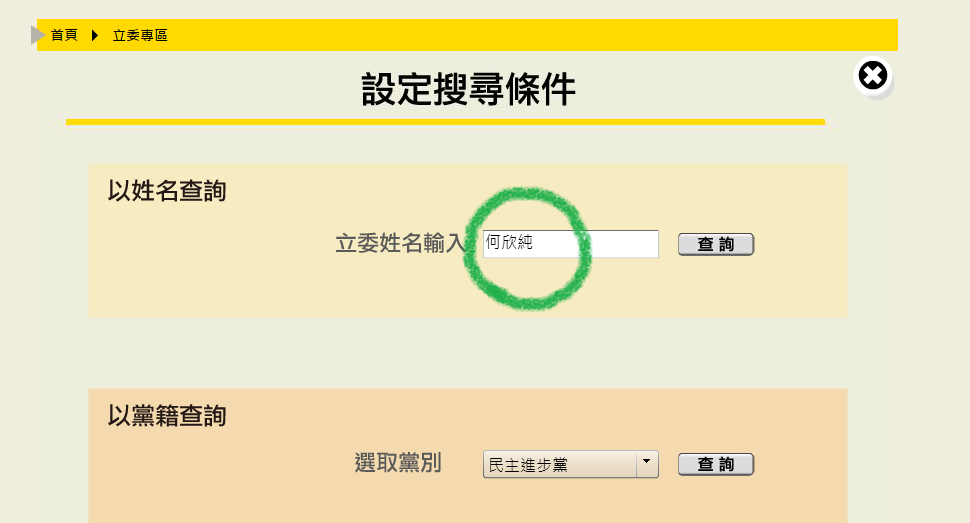 首頁 立委專區
設定搜尋條件
以姓名查詢
立委姓名輸入 何欣純 查詢
以黨籍查詢
選取黨別 民主進步黨 查詢